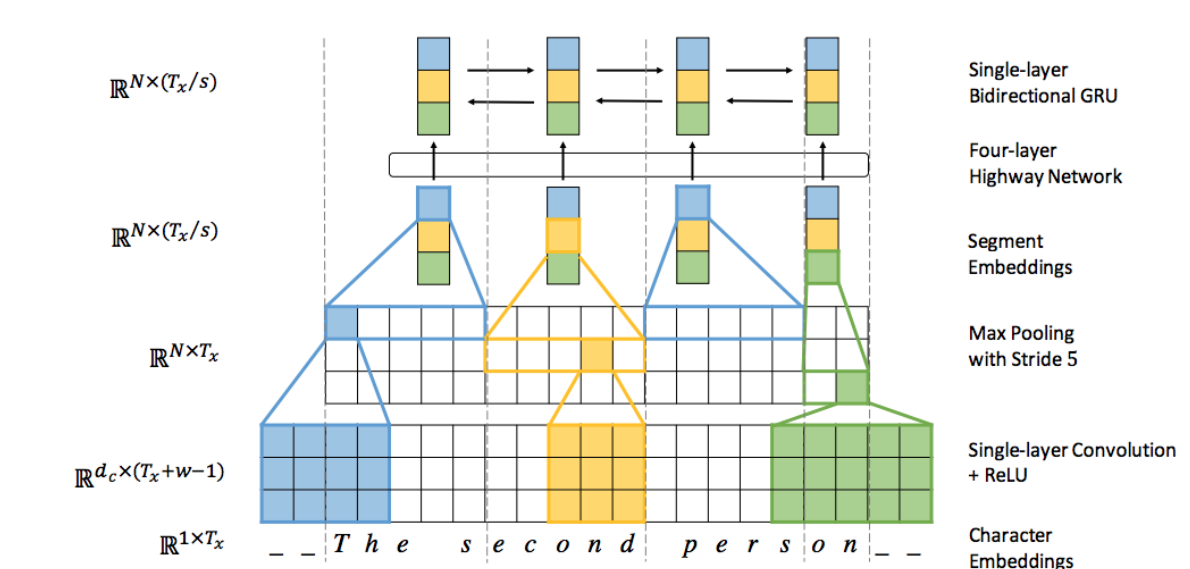 ℝ^{N×(T_x/s)}
Single-layer
Bidirectional GRU
Four-layer
Highway Network
ℝ^{N×(T_x/s)}
Segment
Embeddings
ℝ^{N×T_x}
Max Pooling
with Stride 5
ℝ^{d_c×(T_x+w−1)}
Single-layer Convolution
+ ReLU
ℝ^{1×T_x}
_ _ T h e s e c o n d p e r s o n _ _
Character
Embeddings